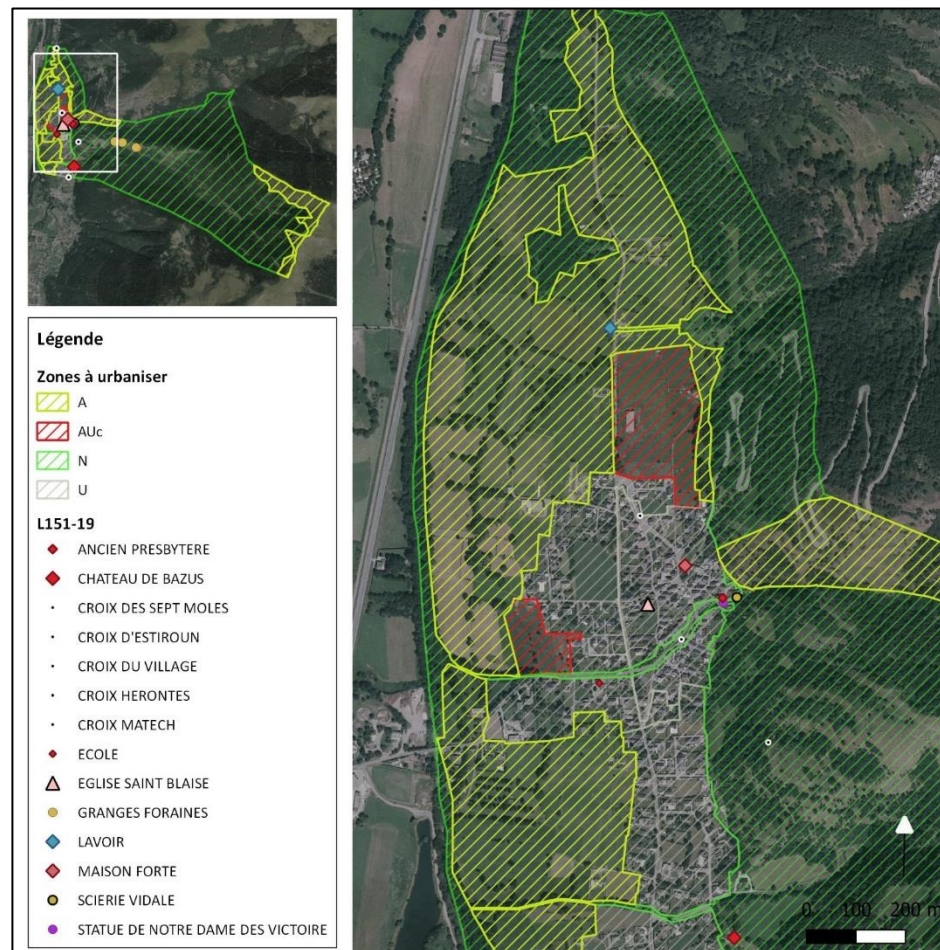 Légende
Zones à urbaniser
A
AUc
N
U
L151-19
ANCIEN PRESBYTERE
CHATEAU DE BAZUS
CROIX DES SEPT MOLES
CROIX D'ESTIROUN
CROIX DU VILLAGE
CROIX HERONTES
CROIX MATECH
ECOLE
EGLISE SAINT BLAISE
GRANGES FORAINES
LAVOIR
MAISON FORTE
SCIERIE VIDALE
STATUE DE NOTRE DAME DES VICTOIRE
0 100 200 m